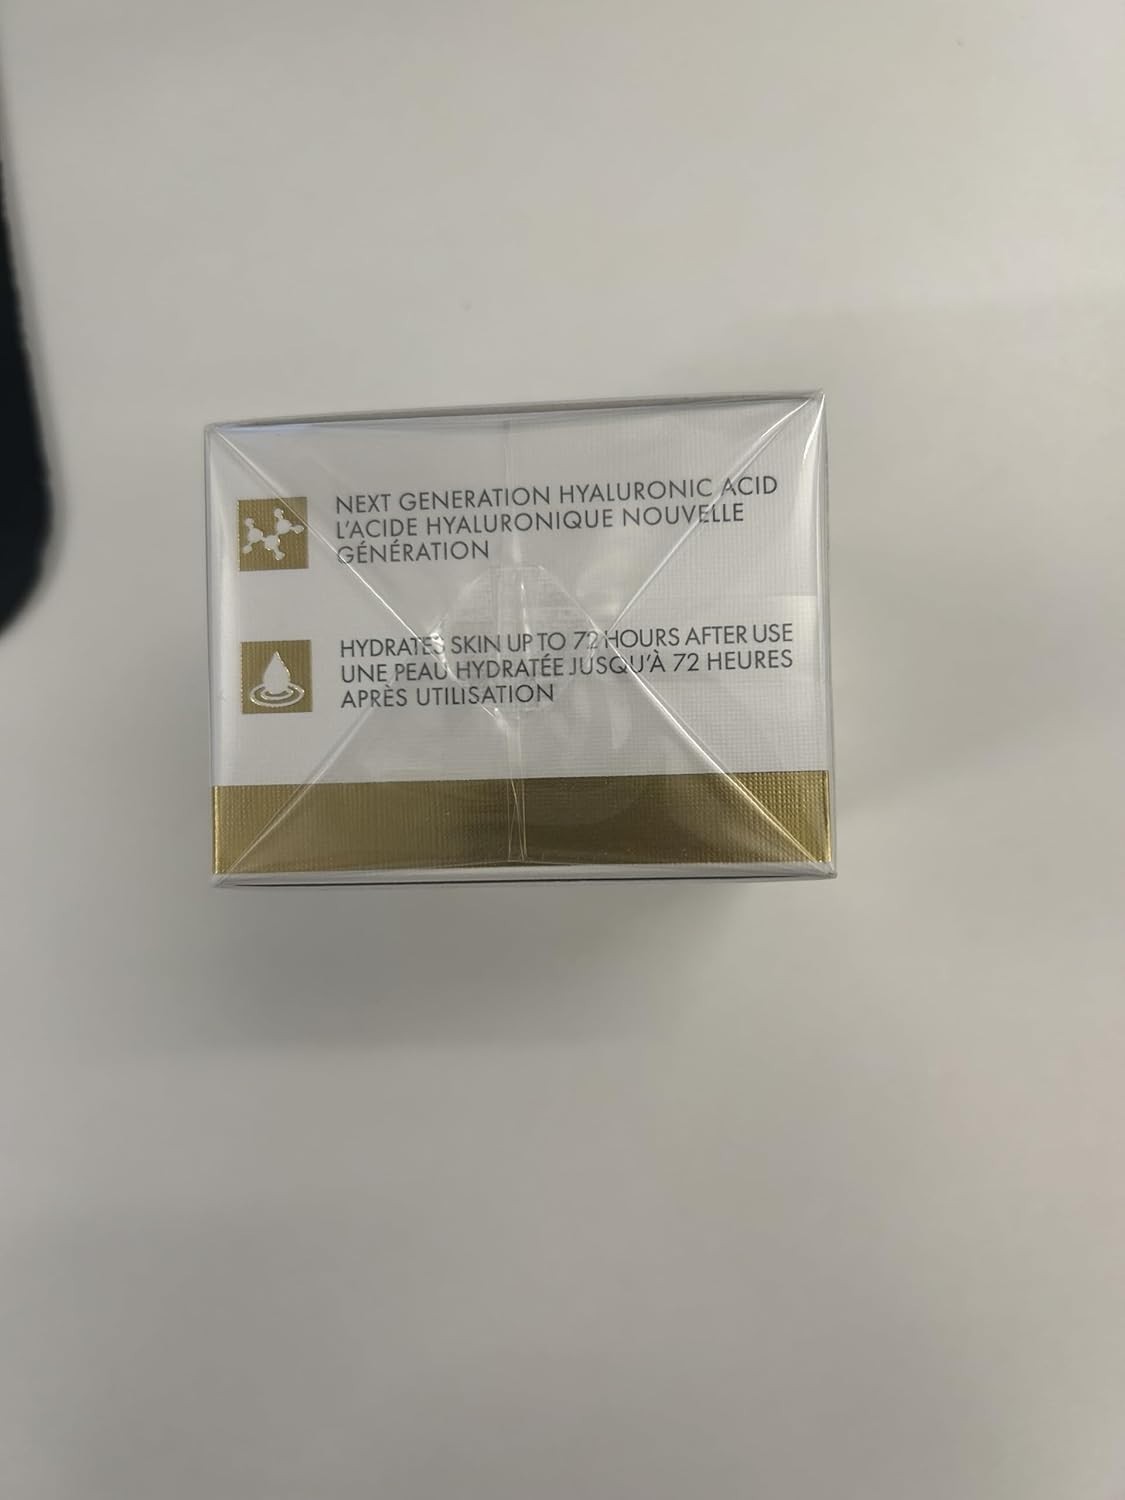 NEXT GENERATION HYALURONIC ACID
L'ACIDE HYALURONIQUE NOUVELLE
GÉNÉRATION
HYDRATES SKIN UP TO 72 HOURS AFTER USE
UNE PEAU HYDRATÉE JUSQU'À 72 HEURES
APRÈS UTILISATION